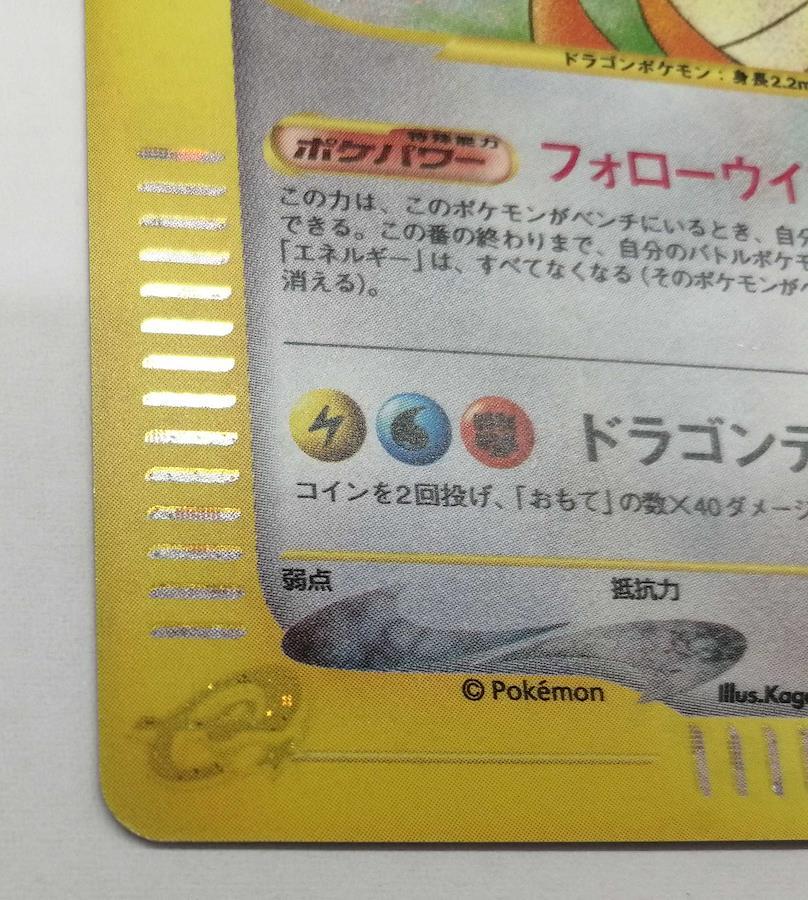 ドラゴンポケモン：身長2.2m
特殊能力
ポケパワー フォローウイ
この力は、このポケモンがベンチにいるとき、自分
できる。この番の終わりまで、自分のバトルポケモ
「エネルギー」は、すべてなくなる（そのポケモンがベ
消える）。
ドラゴンテ
コインを2回投げ、「おもて」の数×40ダメージ
弱点 抵抗力
© Pokémon Illus.Kag